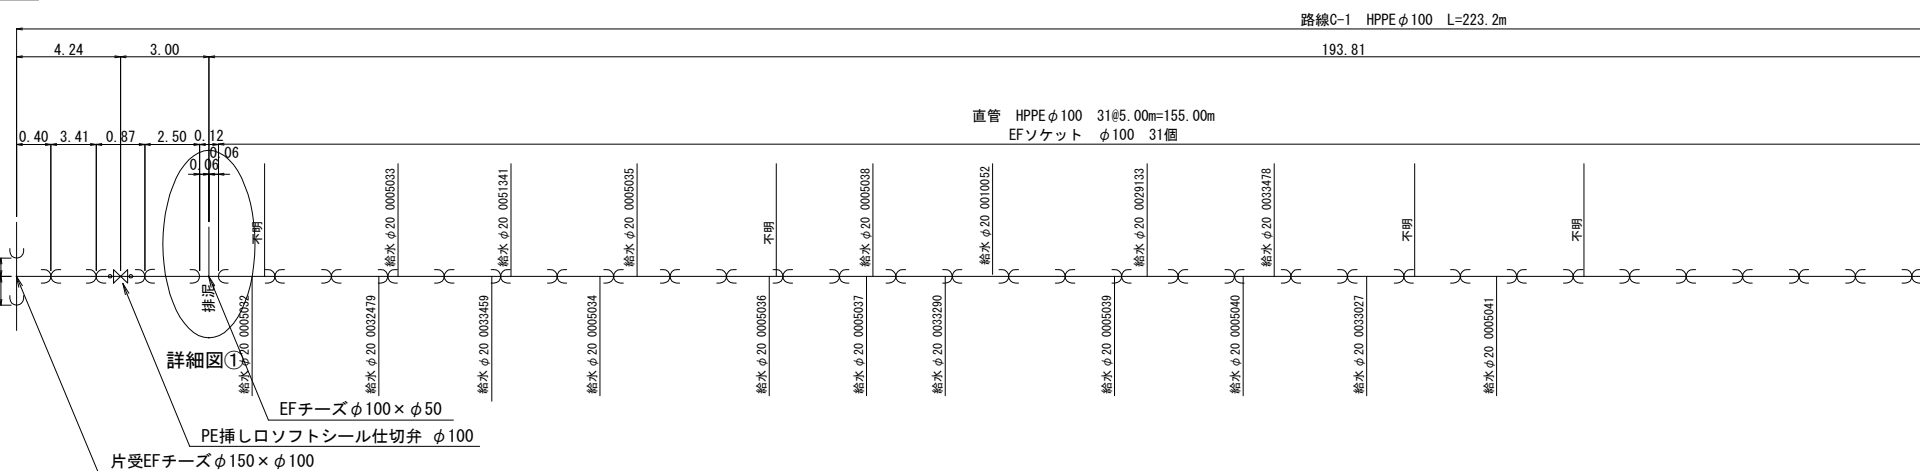 路線C-1 HPPEφ100 L=223.2m
4.24 3.00 193.81
直管 HPPEφ100 31@5.00m=155.00m
EFソケット φ100 31個
0.40 3.41 0.87 2.50 0.12
0.06
0.06
不明
給水φ20 0005033
給水φ20 0051341
給水φ20 0005035
不明
給水φ20 0005038
給水φ20 0010052
給水φ20 0029133
給水φ20 0033478
不明
不明
排泥
給水φ20 0005032
給水φ20 0032479
給水φ20 0033459
給水φ20 0005034
給水φ20 0005036
給水φ20 0005037
給水φ20 0033290
給水φ20 0005039
給水φ20 0005040
給水φ20 0033027
給水φ20 0005041
詳細図①
EFチーズφ100×φ50
PE挿し口ソフトシール仕切弁 φ100
片受EFチーズφ150×φ100